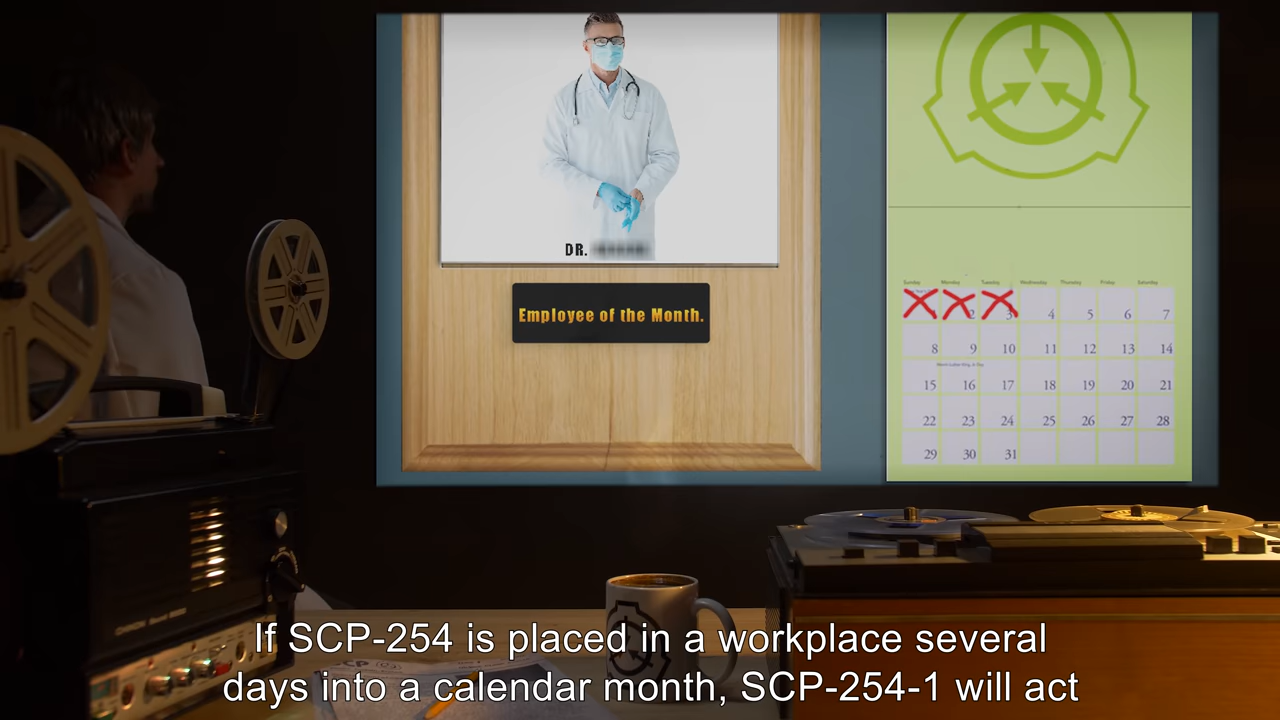 DR.
Employee of the Month.
Sunday Monday Tuesday Wednesday Thursday Friday Saturday
2 3 4 5 6 7
8 9 10 11 12 13 14
15 16 17 18 19 20 21
22 23 24 25 26 27 28
29 30 31
If SCP-254 is placed in a workplace several
days into a calendar month, SCP-254-1 will act